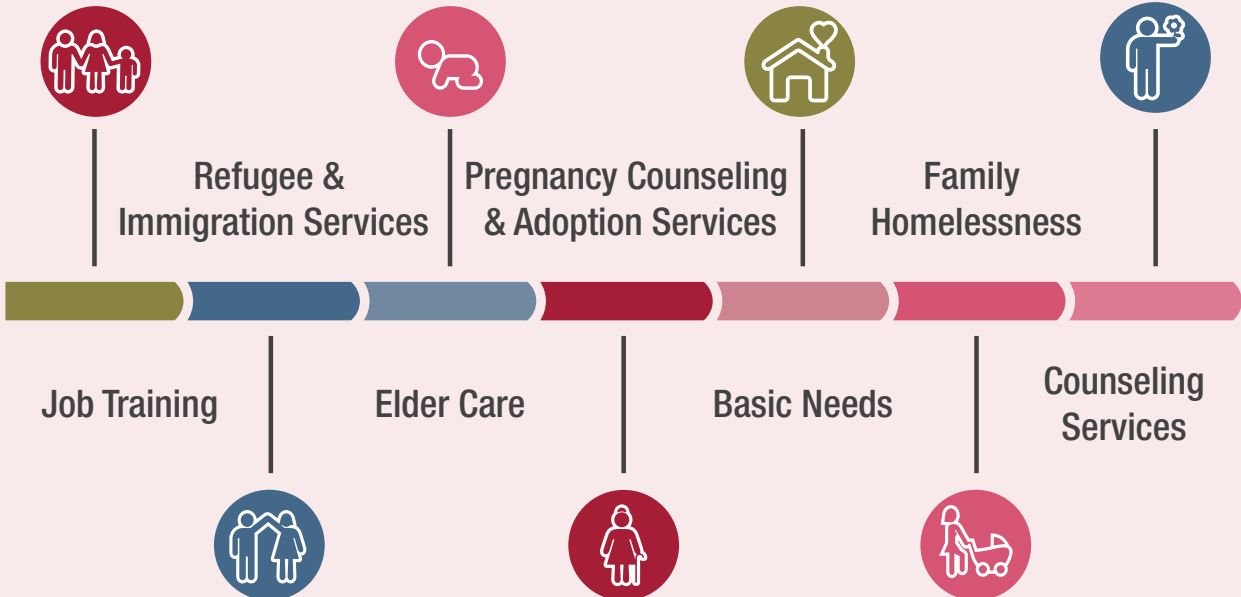 Refugee &
Immigration Services
Pregnancy Counseling
& Adoption Services
Family
Homelessness
Job Training
Elder Care
Basic Needs
Counseling
Services